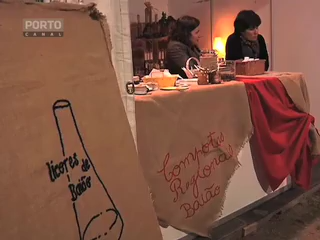 PORTO
CANAL
licores de
Baião
Compotas
Regionais
Baião